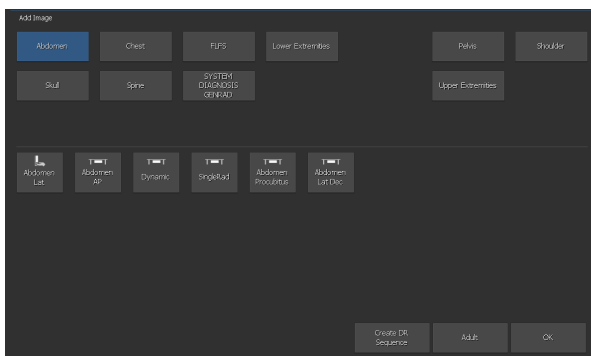 Add Image
Abdomen
Chest
FLFS
Lower Extremities
Pelvis
Shoulder
Skull
Spine
SYSTEM
DIAGNOSIS
GENRAD
Upper Extremities
Abdomen
Lat
Abdomen
AP
Dynamic
SingleRad
Abdomen
Procubitus
Abdomen
Lat Dec
Create DR
Sequence
Adult
OK